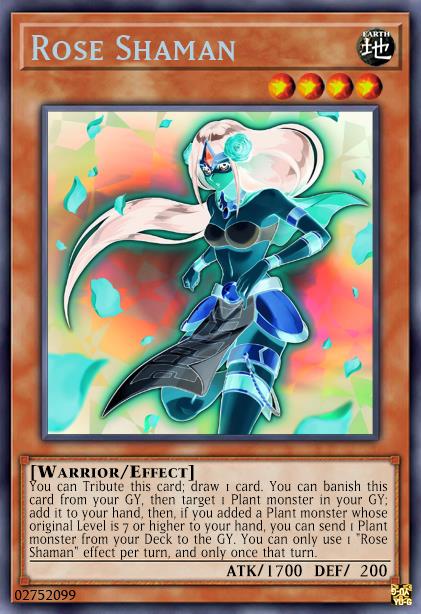 ROSE SHAMAN
EARTH
地
[WARRIOR/EFFECT]
You can Tribute this card; draw 1 card. You can banish this
card from your GY, then target 1 Plant monster in your GY;
add it to your hand, then, if you added a Plant monster whose
original Level is 7 or higher to your hand, you can send 1 Plant
monster from your Deck to the GY. You can only use 1 "Rose
Shaman" effect per turn, and only once that turn.
ATK/1700 DEF/ 200
02752099